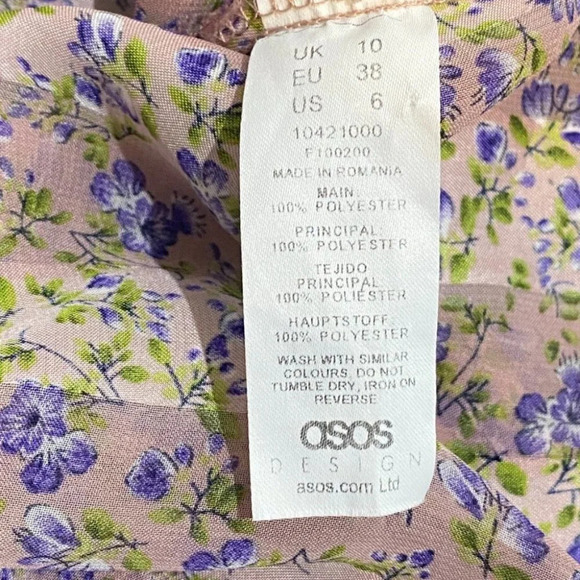 UK 10
EU 38
US 6
10421000
F100200
MADE IN ROMANIA
MAIN:
100% POLYESTER
PRINCIPAL:
100% POLYESTER
TEJIDO
PRINCIPAL:
100% POLIÉSTER
HAUPTSTOFF:
100% POLYESTER
WASH WITH SIMILAR
COLOURS, DO NOT
TUMBLE DRY, IRON ON
REVERSE
asos
DESIGN
asos.com Ltd